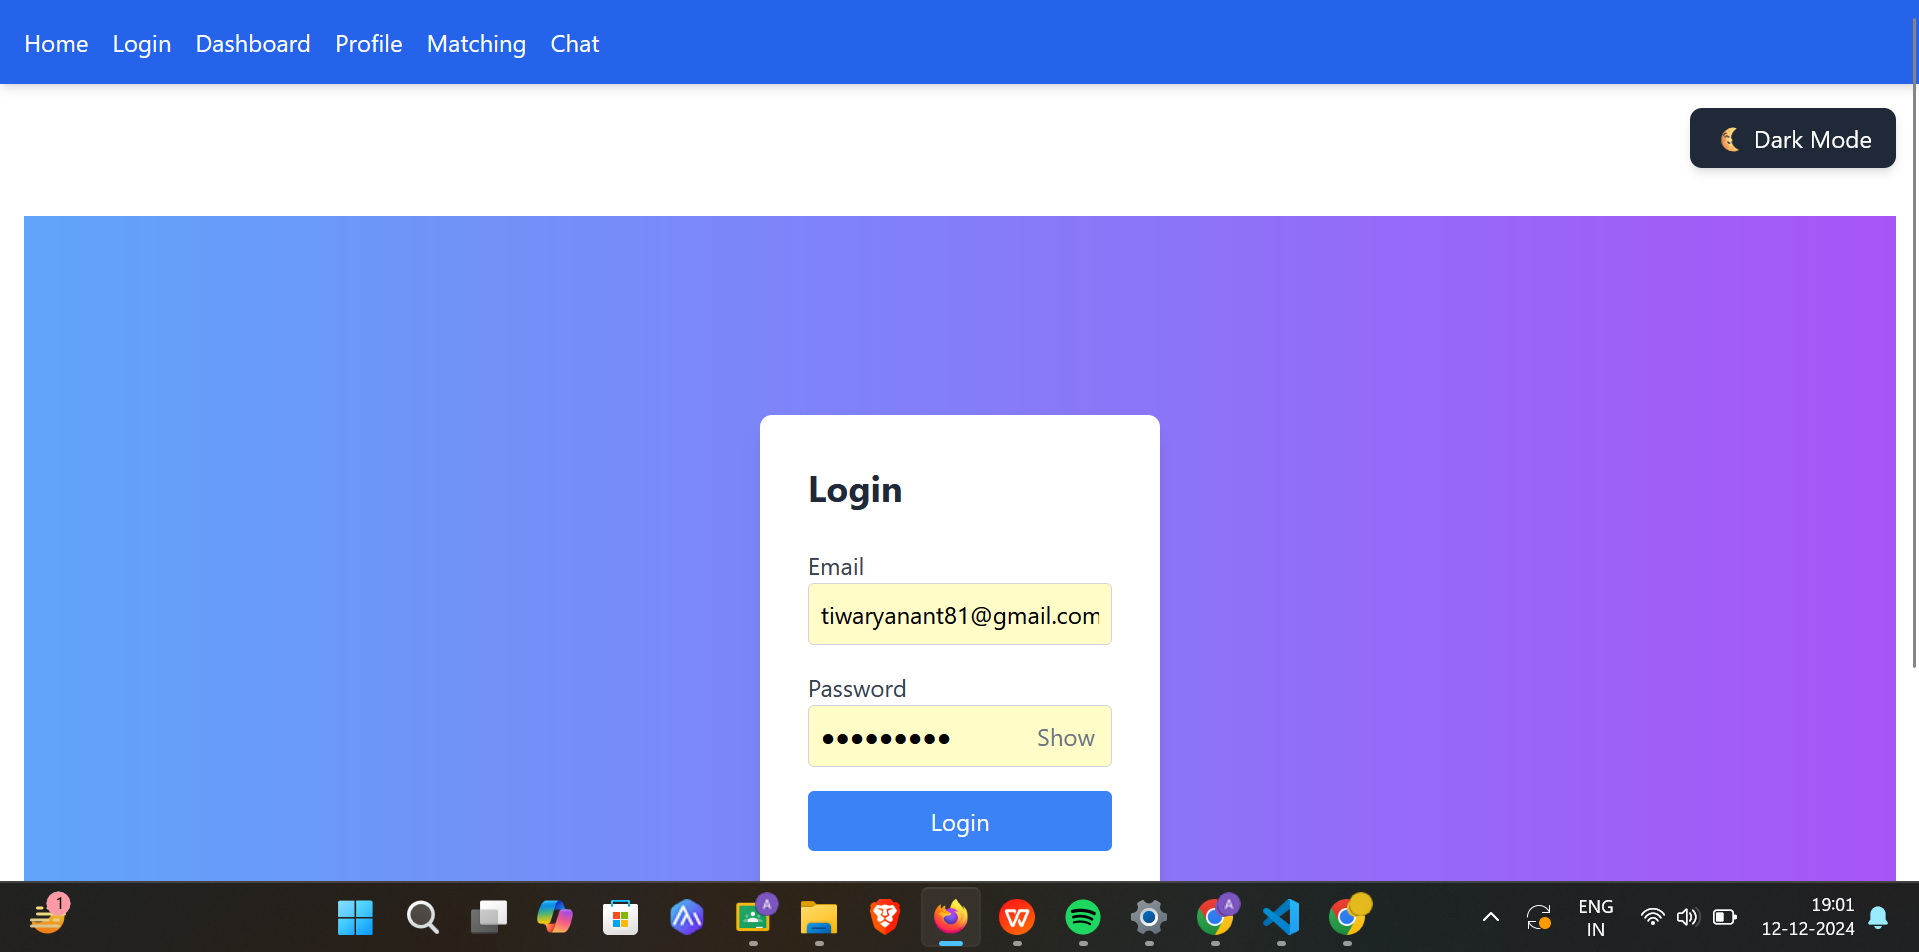 Home Login Dashboard Profile Matching Chat
Dark Mode
Login
Email
tiwaryanant81@gmail.com
Password
●●●●●●●●● Show
Login
1
A
A
ENG
IN
19:01
12-12-2024